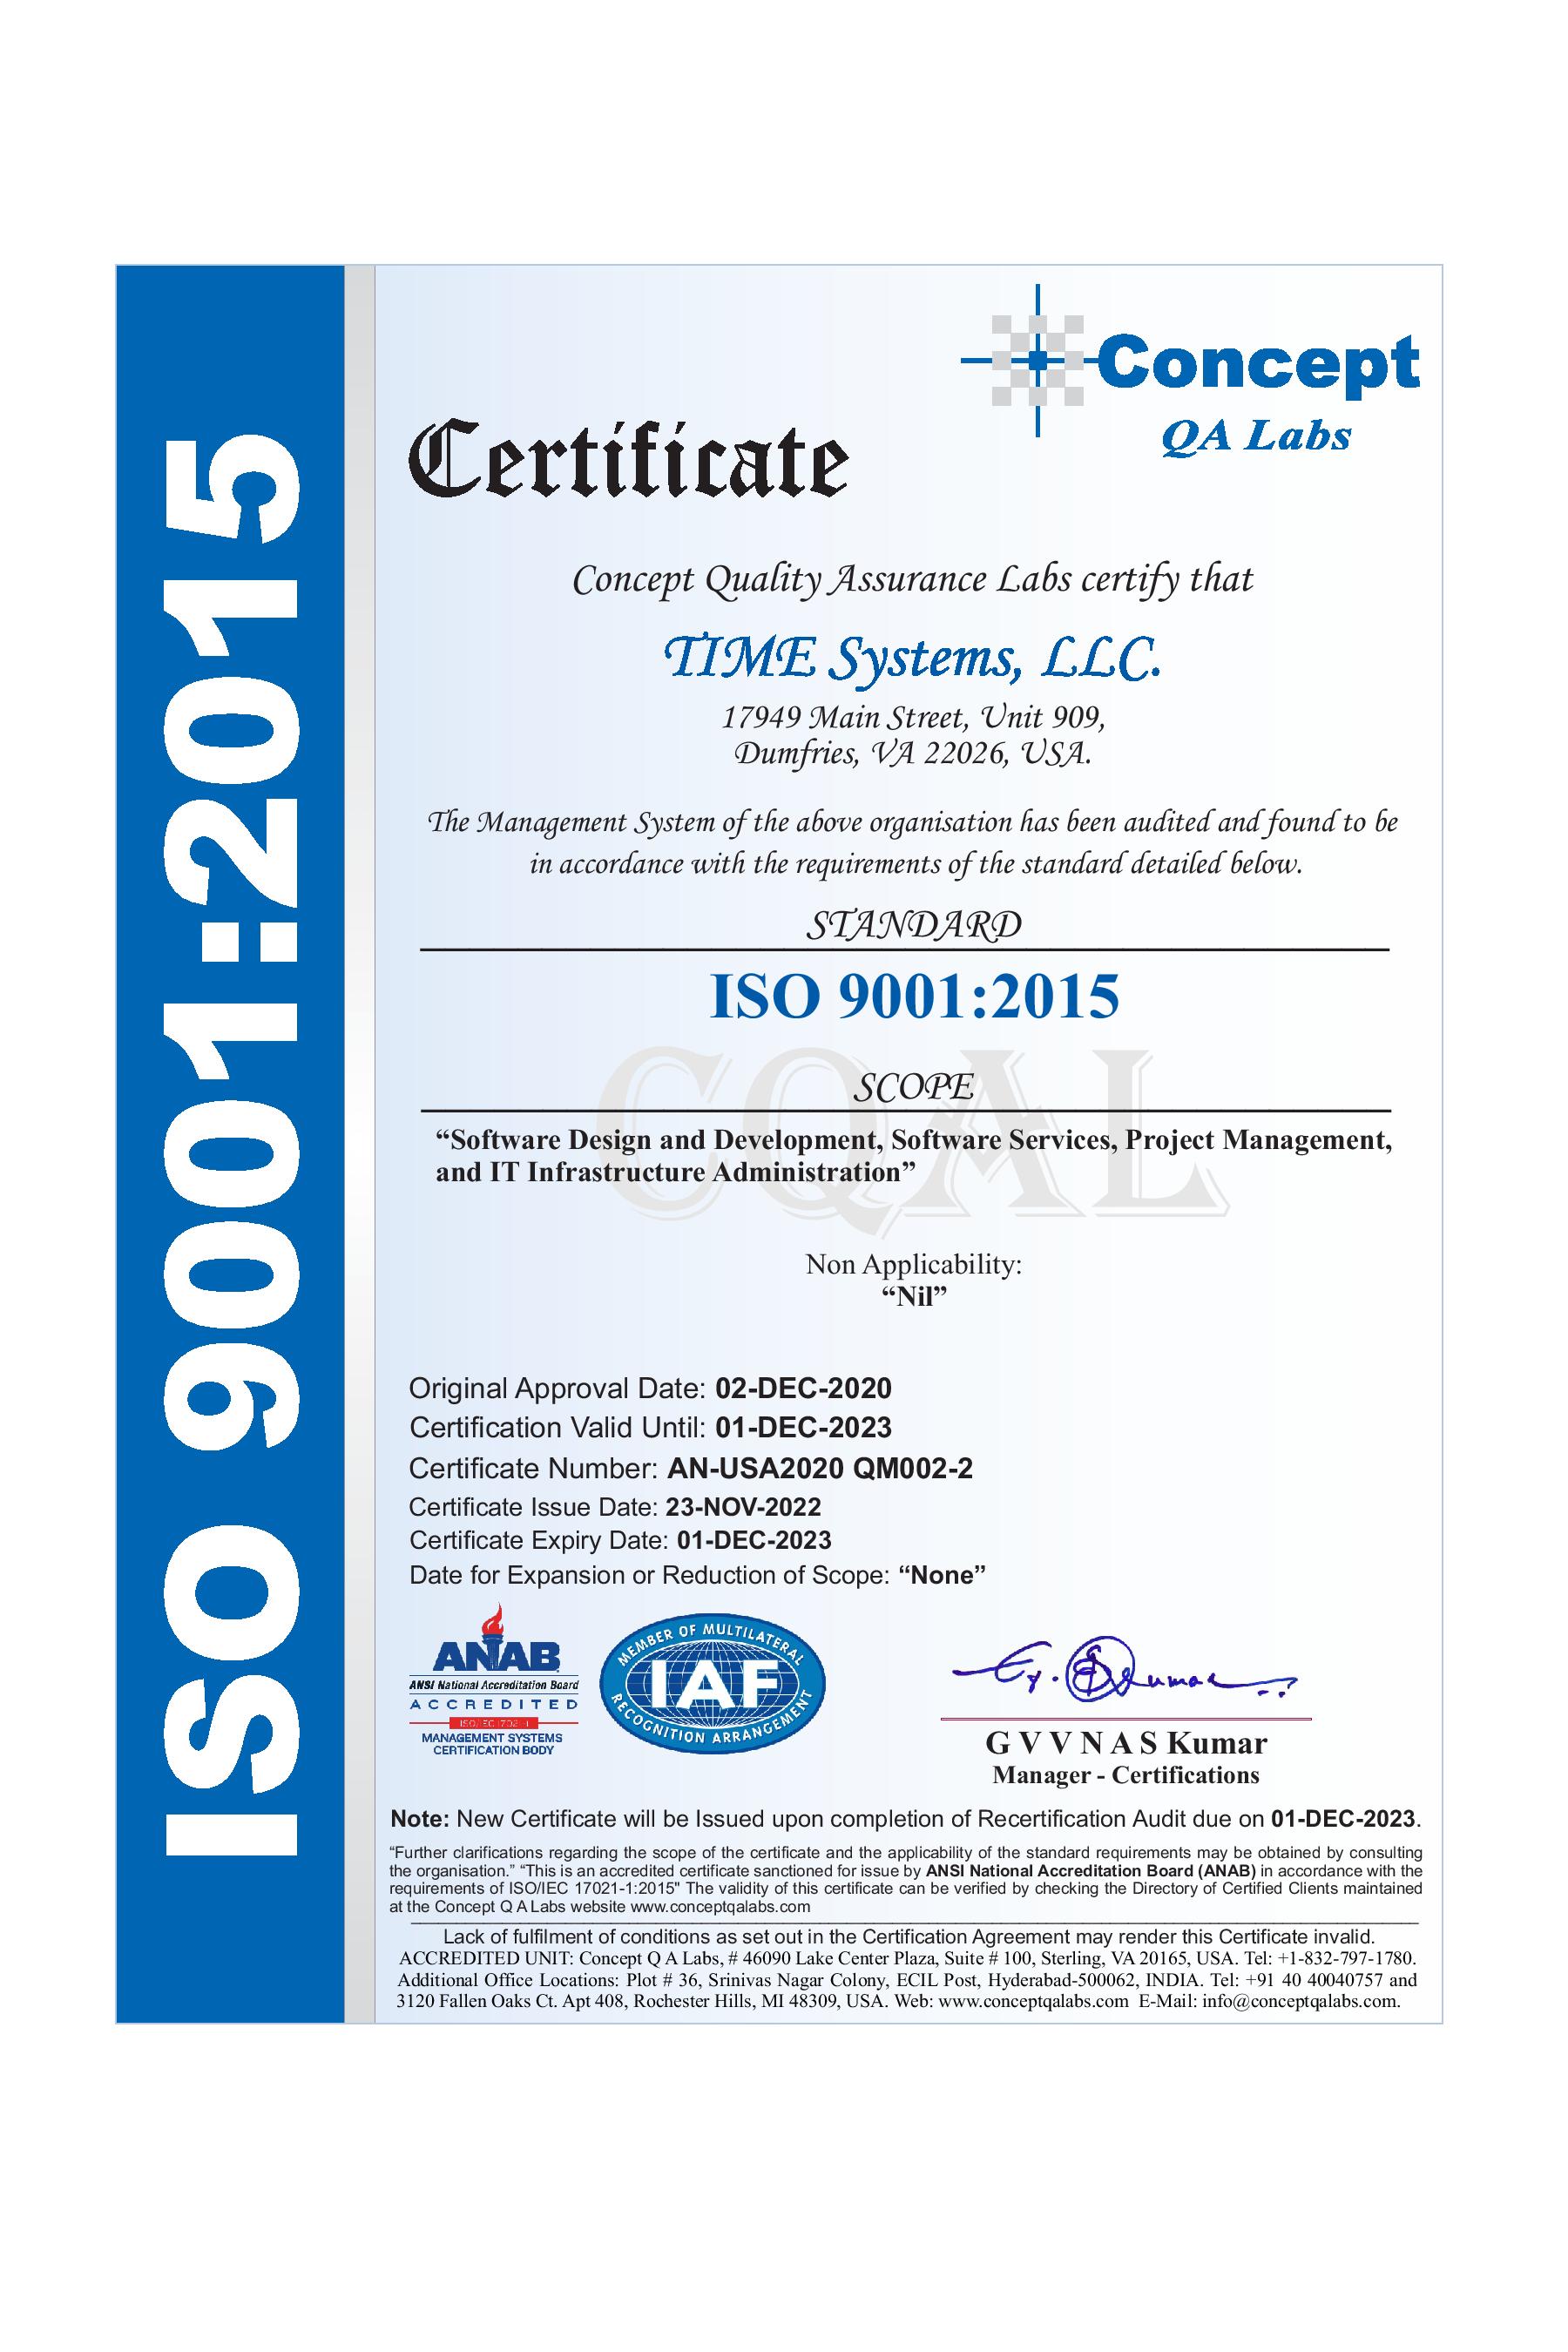 ISO 9001:2015
Concept
QA Labs
Certificate
Concept Quality Assurance Labs certify that
TIME Systems, LLC.
17949 Main Street, Unit 909,
Dumfries, VA 22026, USA.
The Management System of the above organisation has been audited and found to be
in accordance with the requirements of the standard detailed below.
STANDARD
ISO 9001:2015
CQAL
SCOPE
“Software Design and Development, Software Services, Project Management,
and IT Infrastructure Administration”
Non Applicability:
“Nil”
Original Approval Date: 02-DEC-2020
Certification Valid Until: 01-DEC-2023
Certificate Number: AN-USA2020 QM002-2
Certificate Issue Date: 23-NOV-2022
Certificate Expiry Date: 01-DEC-2023
Date for Expansion or Reduction of Scope: “None”
ANAB
ANSI National Accreditation Board
ACCREDITED
ISO/IEC 17021-1
MANAGEMENT SYSTEMS
CERTIFICATION BODY
MEMBER OF MULTILATERAL
IAF
RECOGNITION ARRANGEMENT
G V V N A S Kumar
Manager - Certifications
Note: New Certificate will be Issued upon completion of Recertification Audit due on 01-DEC-2023.
“Further clarifications regarding the scope of the certificate and the applicability of the standard requirements may be obtained by consulting
the organisation.” “This is an accredited certificate sanctioned for issue by ANSI National Accreditation Board (ANAB) in accordance with the
requirements of ISO/IEC 17021-1:2015" The validity of this certificate can be verified by checking the Directory of Certified Clients maintained
at the Concept Q A Labs website www.conceptqalabs.com
Lack of fulfilment of conditions as set out in the Certification Agreement may render this Certificate invalid.
ACCREDITED UNIT: Concept Q A Labs, # 46090 Lake Center Plaza, Suite # 100, Sterling, VA 20165, USA. Tel: +1-832-797-1780.
Additional Office Locations: Plot # 36, Srinivas Nagar Colony, ECIL Post, Hyderabad-500062, INDIA. Tel: +91 40 40040757 and
3120 Fallen Oaks Ct. Apt 408, Rochester Hills, MI 48309, USA. Web: www.conceptqalabs.com E-Mail: info@conceptqalabs.com.